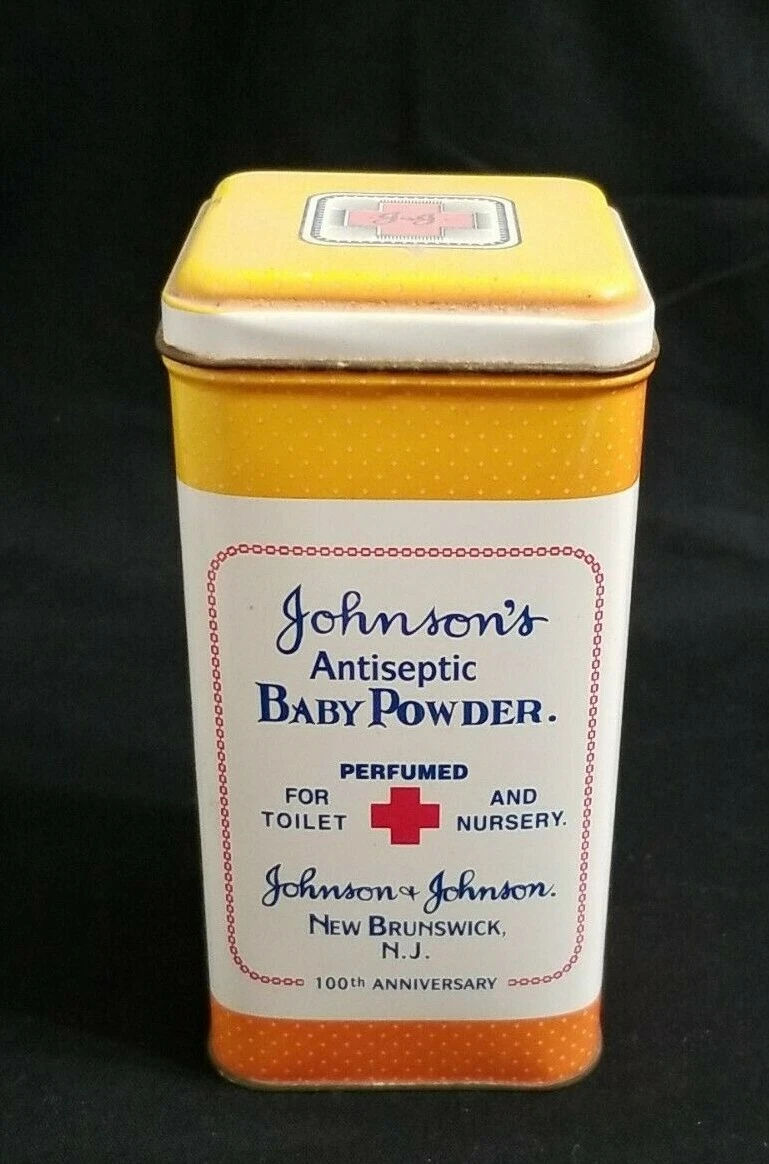 J&J
Johnson's
Antiseptic
BABY POWDER.
PERFUMED
FOR AND
TOILET NURSERY.
Johnson & Johnson.
NEW BRUNSWICK,
N.J.
100th ANNIVERSARY